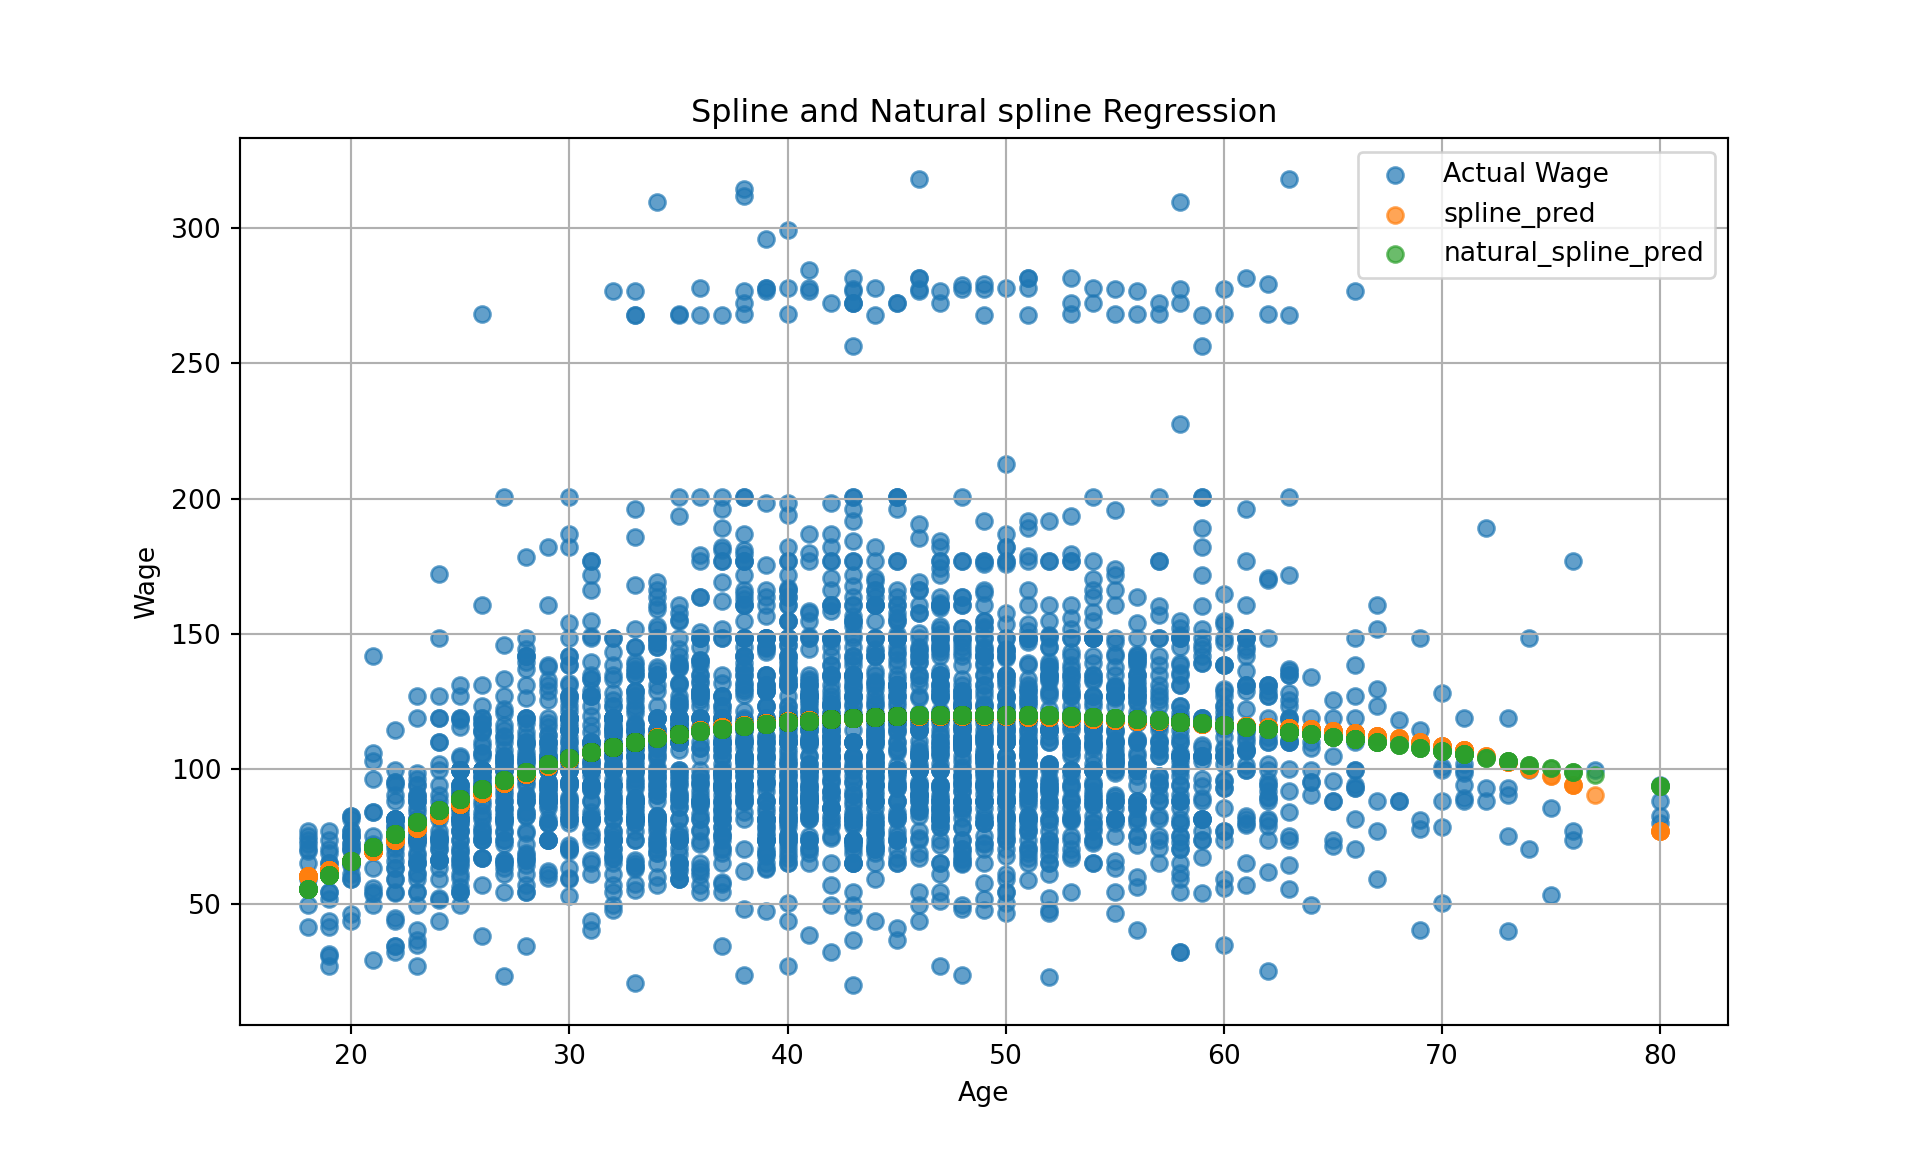 Spline and Natural spline Regression
Actual Wage
spline_pred
natural_spline_pred
Wage
300
250
200
150
100
50
20 30 40 50 60 70 80
Age